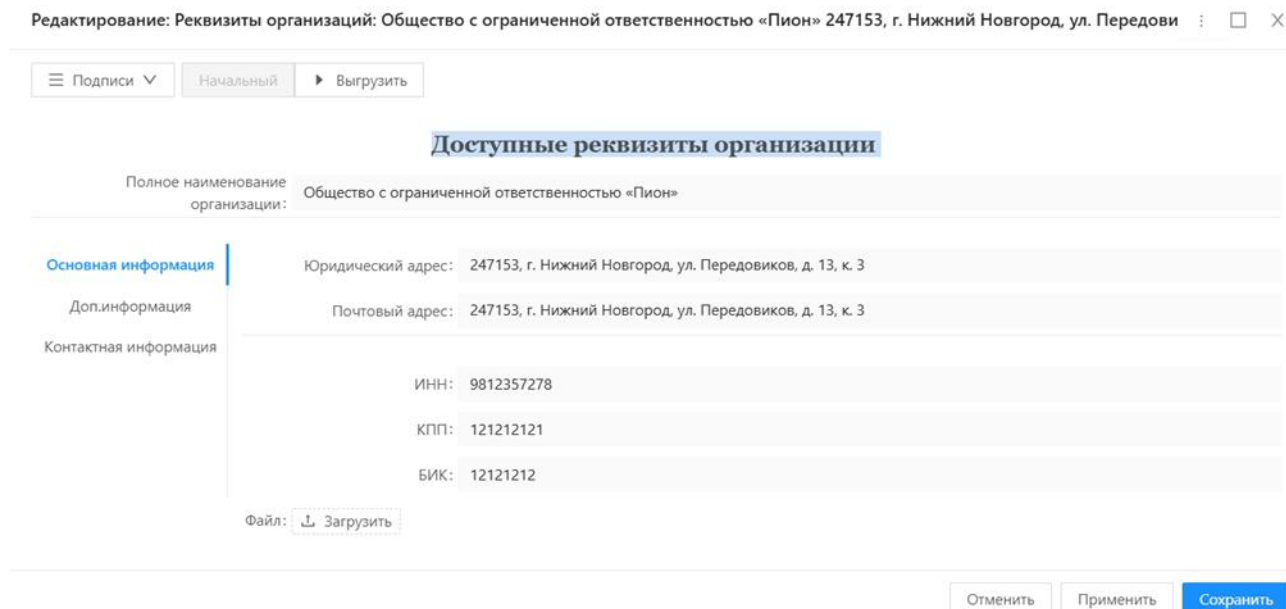 Редактирование: Реквизиты организаций: Общество с ограниченной ответственностью «Пион» 247153, г. Нижний Новгород, ул. Передови
Подписи
Начальный
Выгрузить
Доступные реквизиты организации
Полное наименование
организации:
Общество с ограниченной ответственностью «Пион»
Основная информация
Юридический адрес: 247153, г. Нижний Новгород, ул. Передовиков, д. 13, к. 3
Доп.информация
Почтовый адрес: 247153, г. Нижний Новгород, ул. Передовиков, д. 13, к. 3
Контактная информация
ИНН: 9812357278
КПП: 121212121
БИК: 12121212
Файл: Загрузить
Отменить
Применить
Сохранить